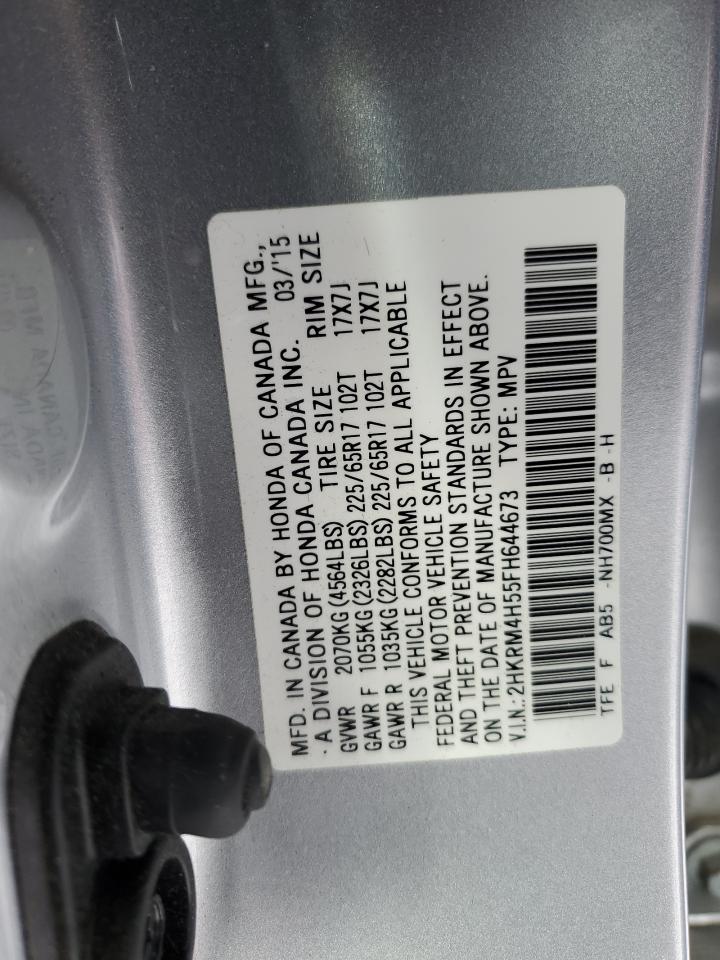 MFD. IN CANADA BY HONDA OF CANADA MFG.,
A DIVISION OF HONDA CANADA INC. 03/'15
GVWR 2070KG(4564LBS) TIRE SIZE RIM SIZE
GAWR F 1055KG(2326LBS) 225/65R17 102T 17X7J
GAWR R 1035KG(2282LBS) 225/65R17 102T 17X7J
THIS VEHICLE CONFORMS TO ALL APPLICABLE
FEDERAL MOTOR VEHICLE SAFETY
AND THEFT PREVENTION STANDARDS IN EFFECT
ON THE DATE OF MANUFACTURE SHOWN ABOVE.
V.I.N.: 2HKRM4H55FH644673 TYPE: MPV
TFE F AB5 -NH700MX -B -H